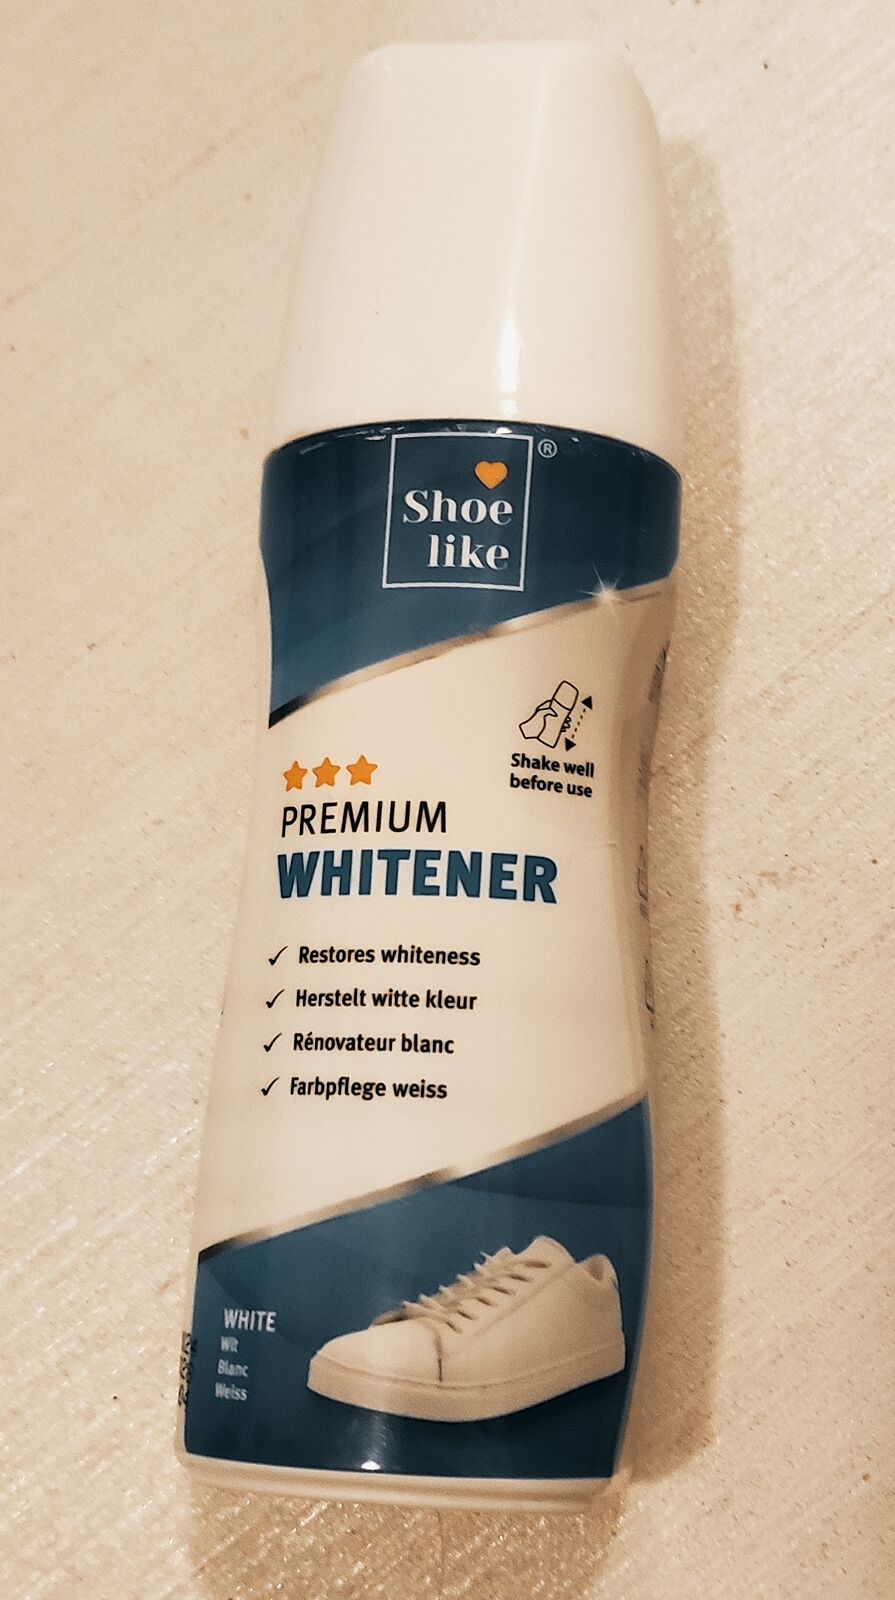 Shoe
like
®
Shake well
before use
PREMIUM
WHITENER
✓ Restores whiteness
✓ Herstelt witte kleur
✓ Rénovateur blanc
✓ Farbpflege weiss
WHITE
Wit
Blanc
Weiss